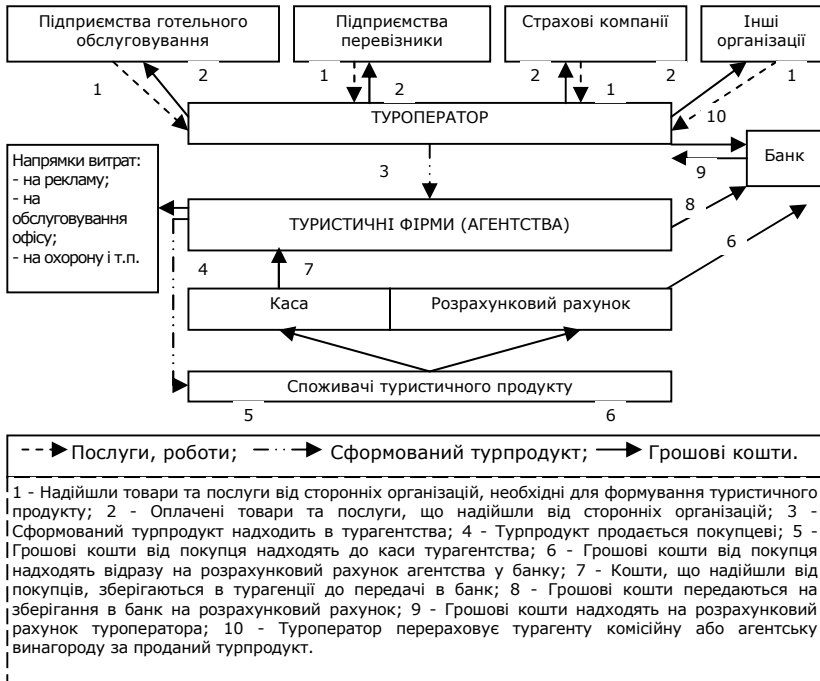 Підприємства готельного обслуговування
Підприємства перевізники
Страхові компанії
Інші організації
1
2
1
2
2
1
2
1
ТУРОПЕРАТОР
10
Банк
9
3
Напрямки витрат:
- на рекламу;
- на
обслуговування
офісу;
- на охорону і т.п.
ТУРИСТИЧНІ ФІРМИ (АГЕНТСТВА)
8
6
4
7
Каса
Розрахунковий рахунок
Споживачі туристичного продукту
5
6
Послуги, роботи; Сформований турпродукт; Грошові кошти.
1 - Надійшли товари та послуги від сторонніх організацій, необхідні для формування туристичного
продукту; 2 - Оплачені товари та послуги, що надійшли від сторонніх організацій; 3 -
Сформований турпродукт надходить в турагентства; 4 - Турпродукт продається покупцеві; 5 -
Грошові кошти від покупця надходять до каси турагентства; 6 - Грошові кошти від покупця
надходять відразу на розрахунковий рахунок агентства у банку; 7 - Кошти, що надійшли від
покупців, зберігаються в турагенції до передачі в банк; 8 - Грошові кошти передаються на
зберігання в банк на розрахунковий рахунок; 9 - Грошові кошти надходять на розрахунковий
рахунок туроператора; 10 - Туроператор перераховує турагенту комісійну або агентську
винагороду за проданий турпродукт.